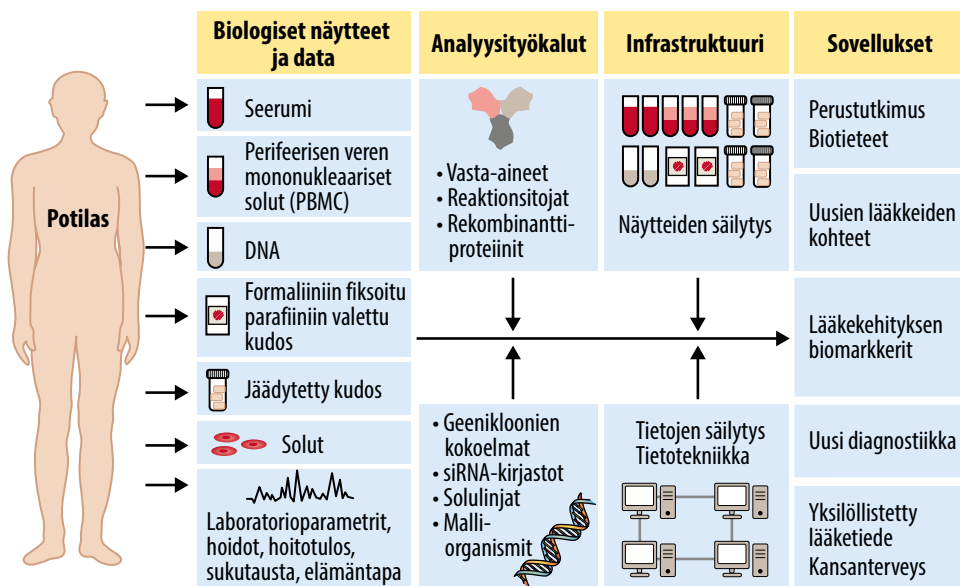 Biologiset näytteet
ja data
Analyysityökalut
Infrastruktuuri
Sovellukset
Potilas
Seerumi
Perifeerisen veren
mononukleaariset
solut (PBMC)
DNA
Formaliiniin fiksoitu
parafiiniin valettu
kudos
Jäädytetty kudos
Solut
Laboratorioparametrit,
hoidot, hoitotulos,
sukutausta, elämäntapa
• Vasta-aineet
• Reaktionsitojat
• Rekombinantti-
proteiinit
• Geenikloonien
kokoelmat
• siRNA-kirjastot
• Solulinjat
• Malli-
organismit
Näytteiden säilytys
Tietojen säilytys
Tietotekniikka
Perustutkimus
Biotieteet
Uusien lääkkeiden
kohteet
Lääkekehityksen
biomarkkerit
Uusi diagnostiikka
Yksilöllistetty
lääketiede
Kansanterveys